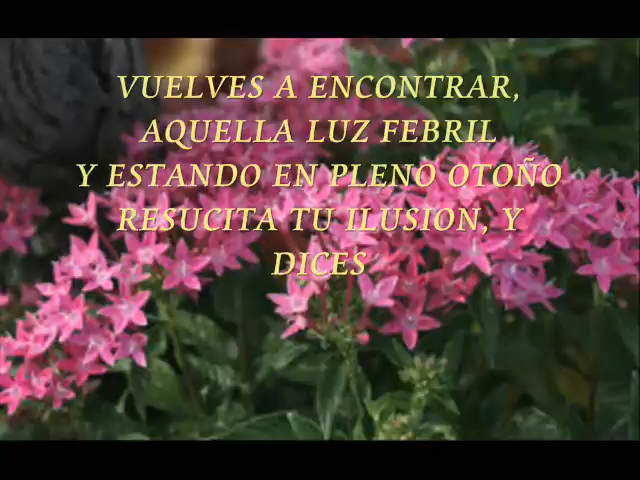 VUELVES A ENCONTRAR,
AQUELLA LUZ FEBRIL
Y ESTANDO EN PLENO OTOÑO
RESUCITA TU ILUSION, Y
DICES